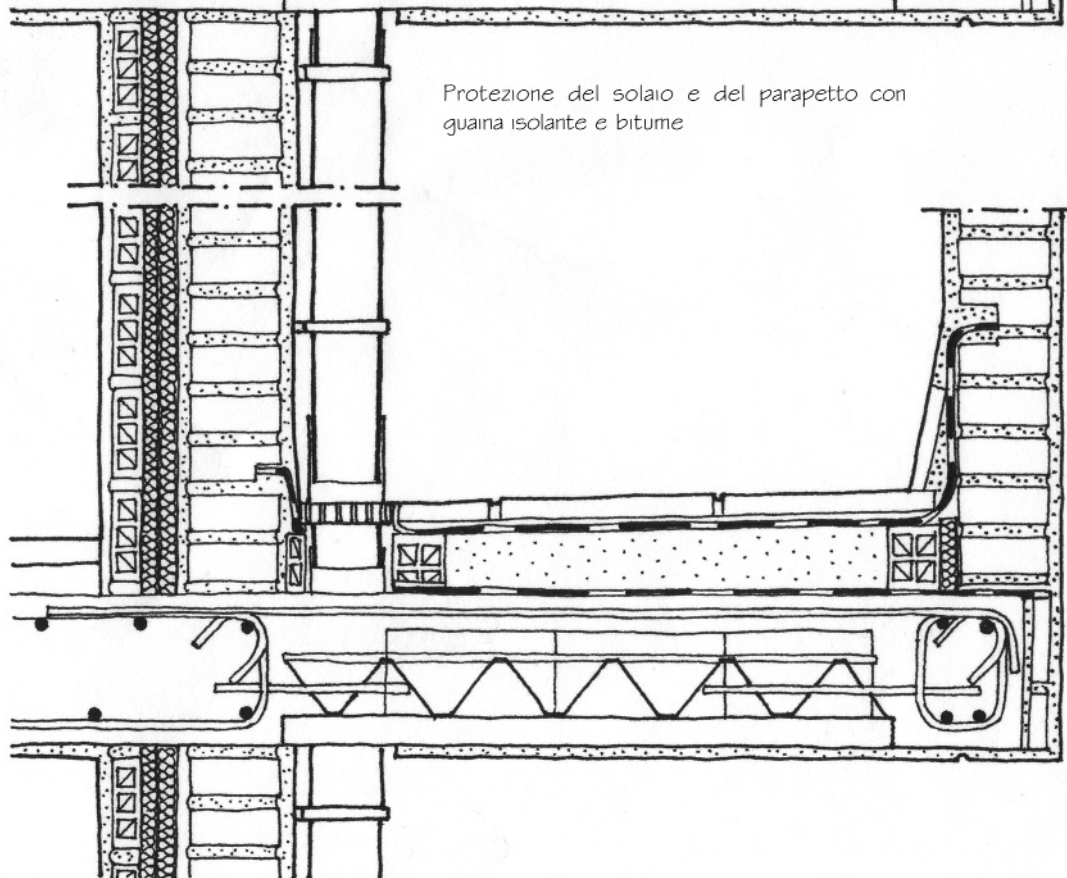 Protezione del solaio e del parapetto con
guaina isolante e bitume